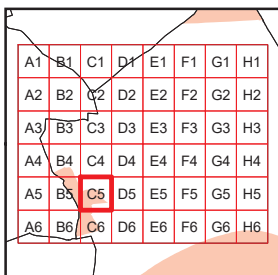 A1 B1 C1 D1 E1 F1 G1 H1
A2 B2 C2 D2 E2 F2 G2 H2
A3 B3 C3 D3 E3 F3 G3 H3
A4 B4 C4 D4 E4 F4 G4 H4
A5 B5 C5 D5 E5 F5 G5 H5
A6 B6 C6 D6 E6 F6 G6 H6